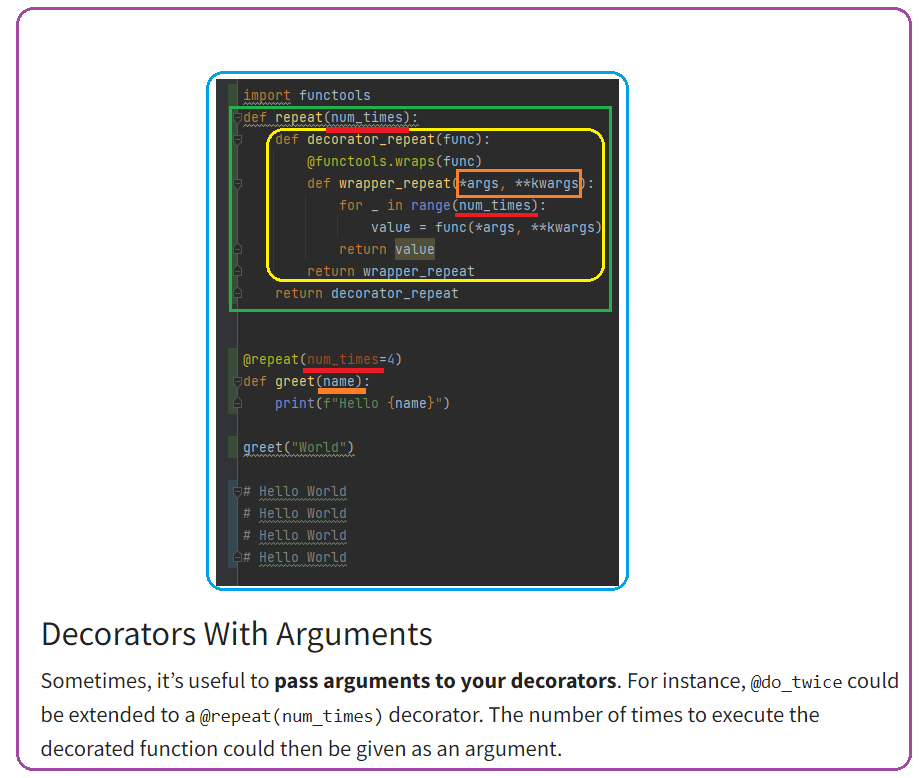 import functools
def repeat(num_times):
    def decorator_repeat(func):
        @functools.wraps(func)
        def wrapper_repeat(*args, **kwargs):
            for _ in range(num_times):
                value = func(*args, **kwargs)
            return value
        return wrapper_repeat
    return decorator_repeat
@repeat(num_times=4)
def greet(name):
    print(f"Hello {name}")
greet("World")
# Hello World
# Hello World
# Hello World
# Hello World
Decorators With Arguments
Sometimes, it’s useful to pass arguments to your decorators. For instance, @do_twice could
be extended to a @repeat(num_times) decorator. The number of times to execute the
decorated function could then be given as an argument.